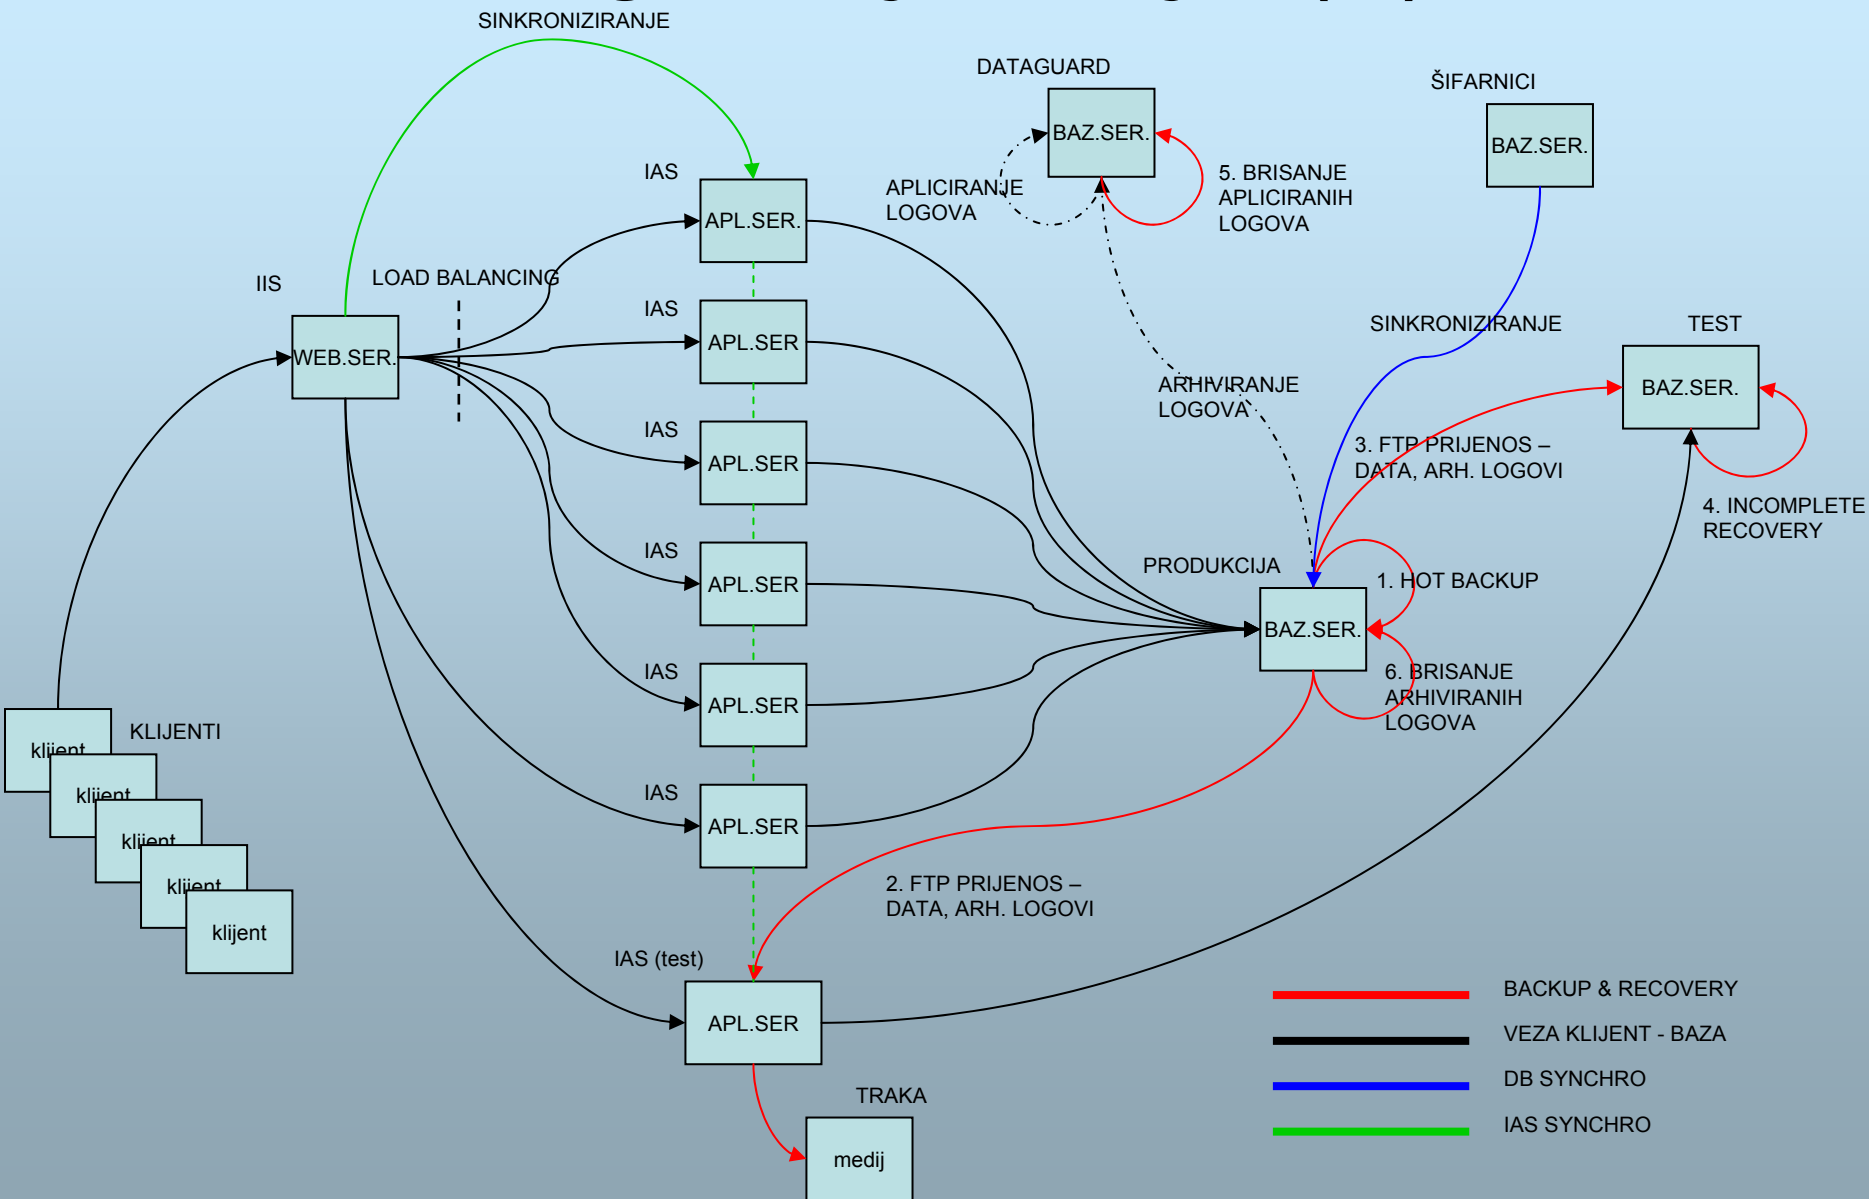 SINKRONIZIRANJE
DATAGUARD
ŠIFARNICI
BAZ.SER.
BAZ.SER.
IAS
APL.SER.
APLICIRANJE
LOGOVA
5. BRISANJE
APLICIRANIH
LOGOVA
IIS
LOAD BALANCING
WEB.SER.
IAS
APL.SER
SINKRONIZIRANJE
TEST
BAZ.SER.
ARHIVIRANJE
LOGOVA
IAS
APL.SER
3. FTP PRIJENOS –
DATA, ARH. LOGOVI
4. INCOMPLETE
RECOVERY
IAS
APL.SER
PRODUKCIJA
BAZ.SER.
1. HOT BACKUP
6. BRISANJE
ARHIVIRANIH
LOGOVA
IAS
APL.SER
KLIJENTI
klijent
klijent
klijent
klijent
klijent
IAS
APL.SER
2. FTP PRIJENOS –
DATA, ARH. LOGOVI
IAS (test)
APL.SER
TRAKA
medij
BACKUP & RECOVERY
VEZA KLIJENT - BAZA
DB SYNCHRO
IAS SYNCHRO